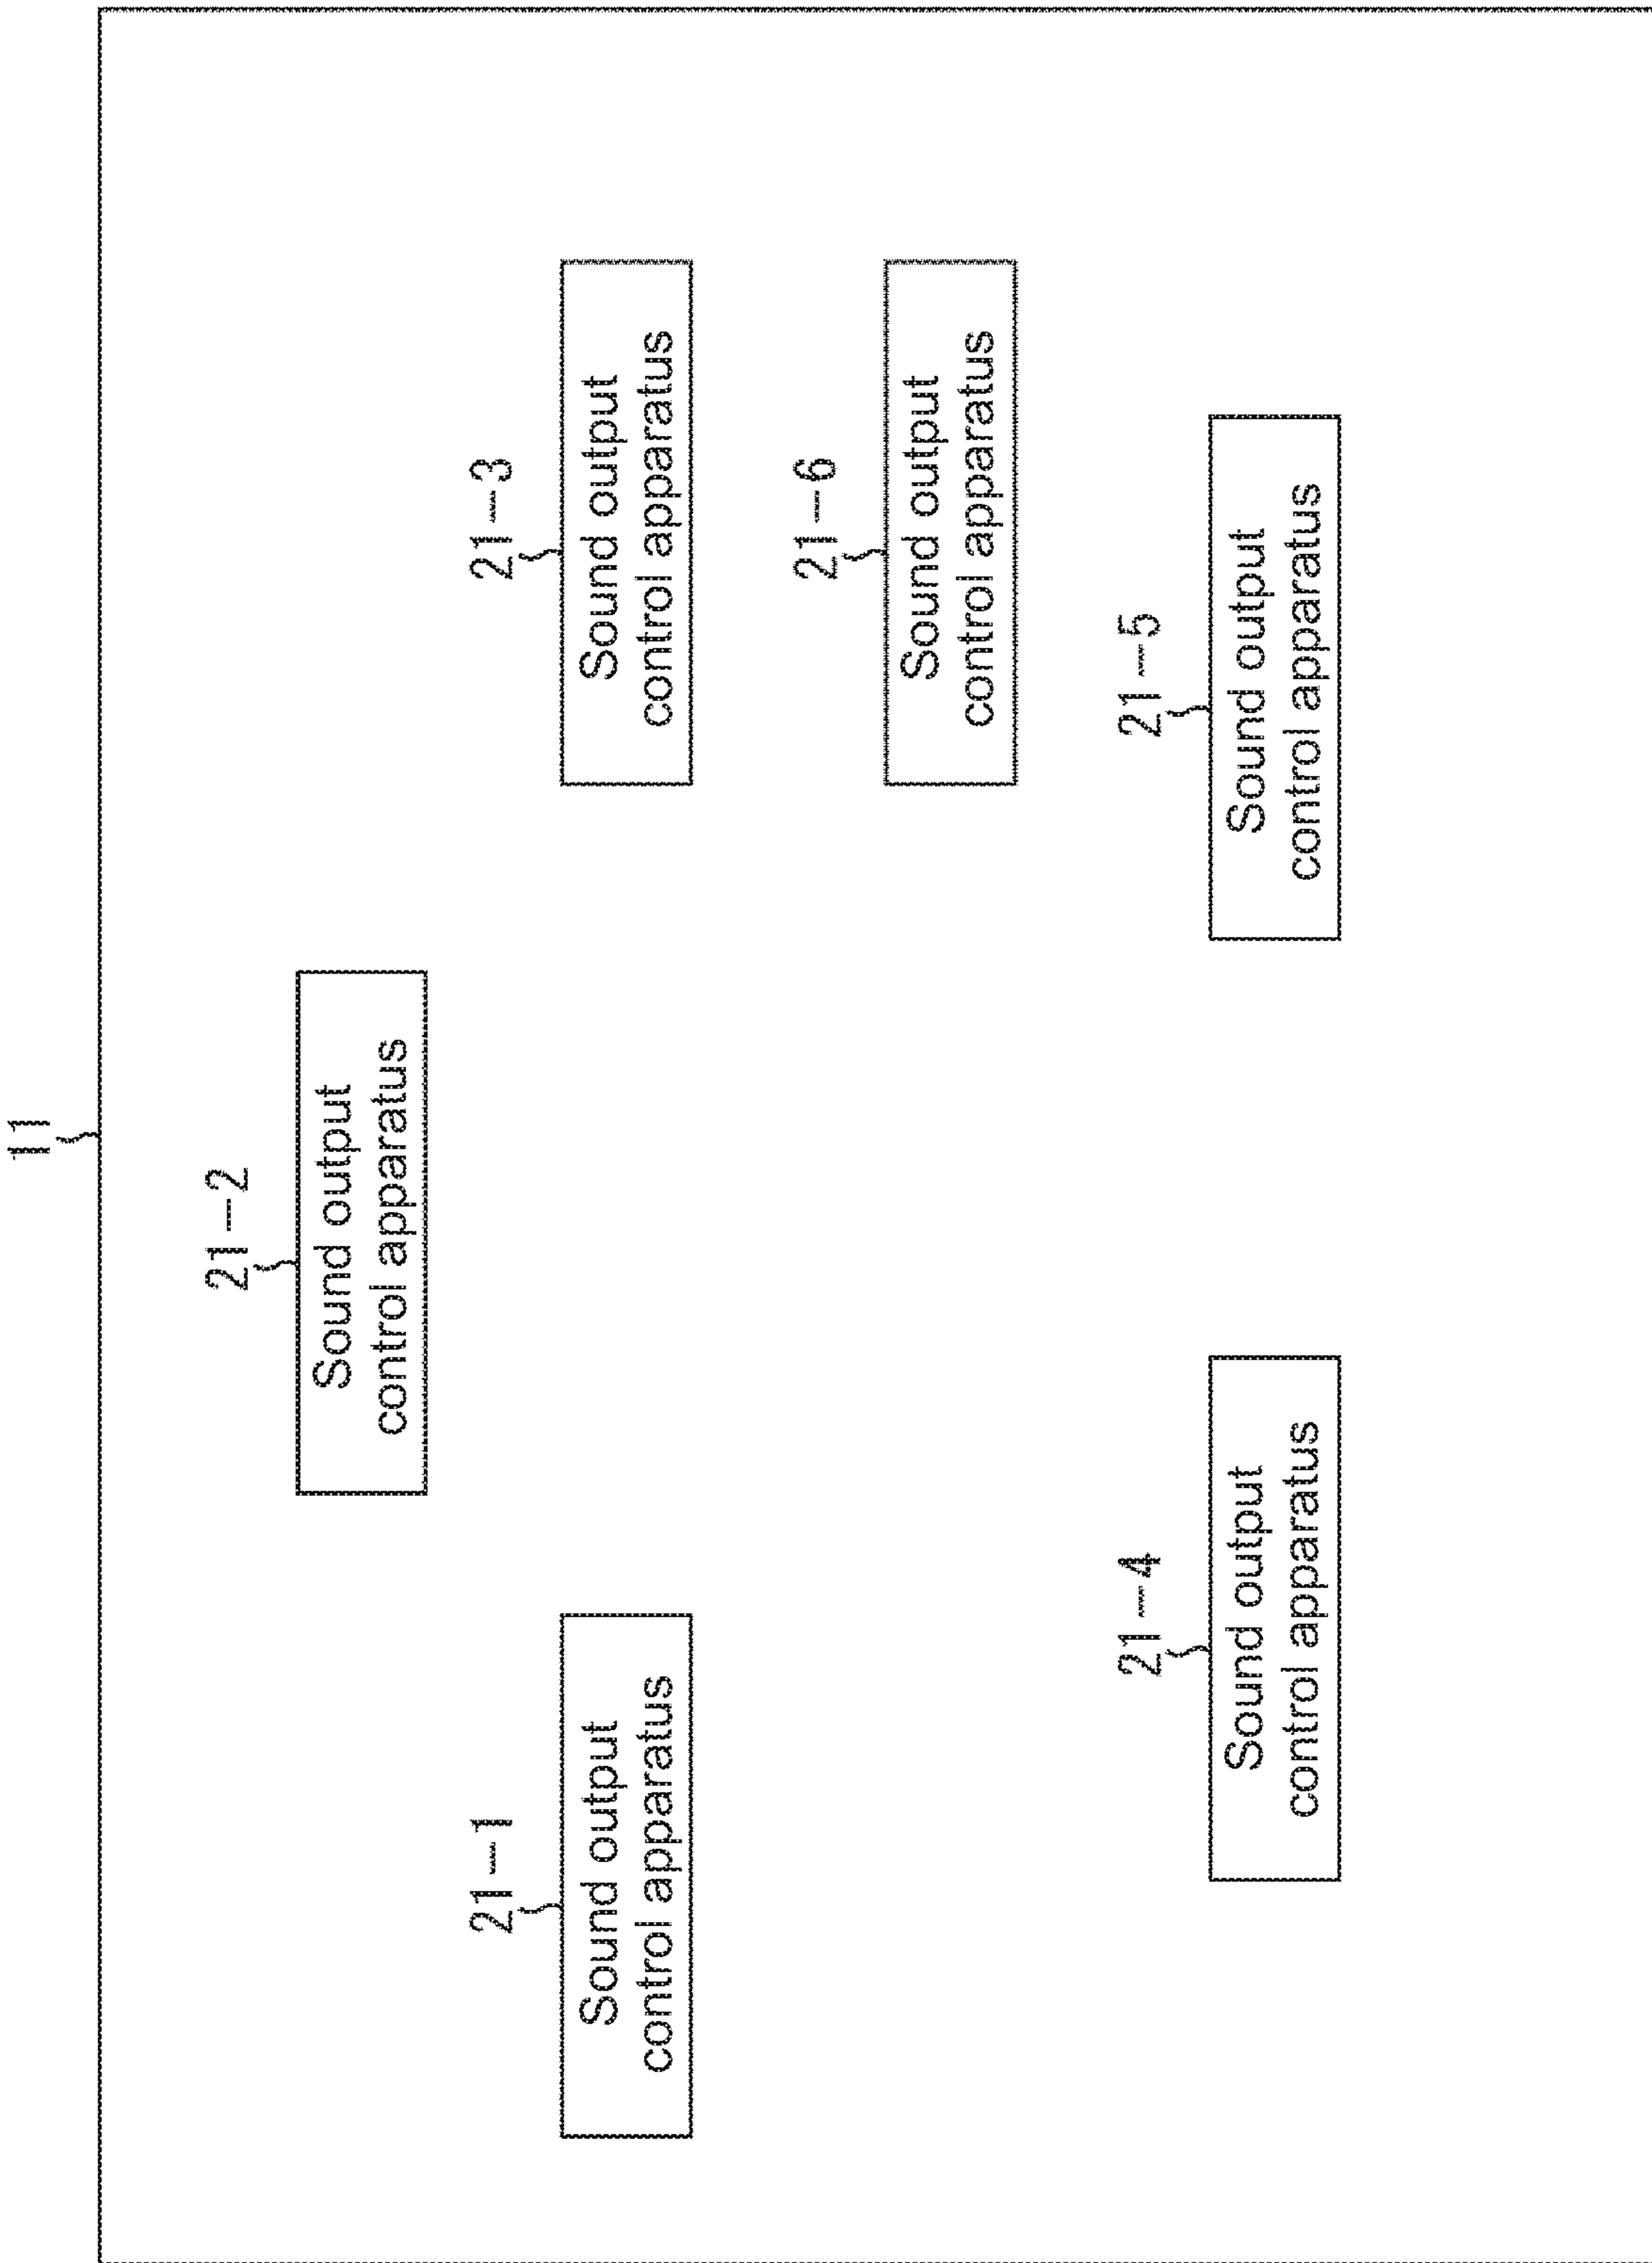 11
21-2
Sound output
control apparatus
21-1
Sound output
control apparatus
21-3
Sound output
control apparatus
21-6
Sound output
control apparatus
21-4
Sound output
control apparatus
21-5
Sound output
control apparatus